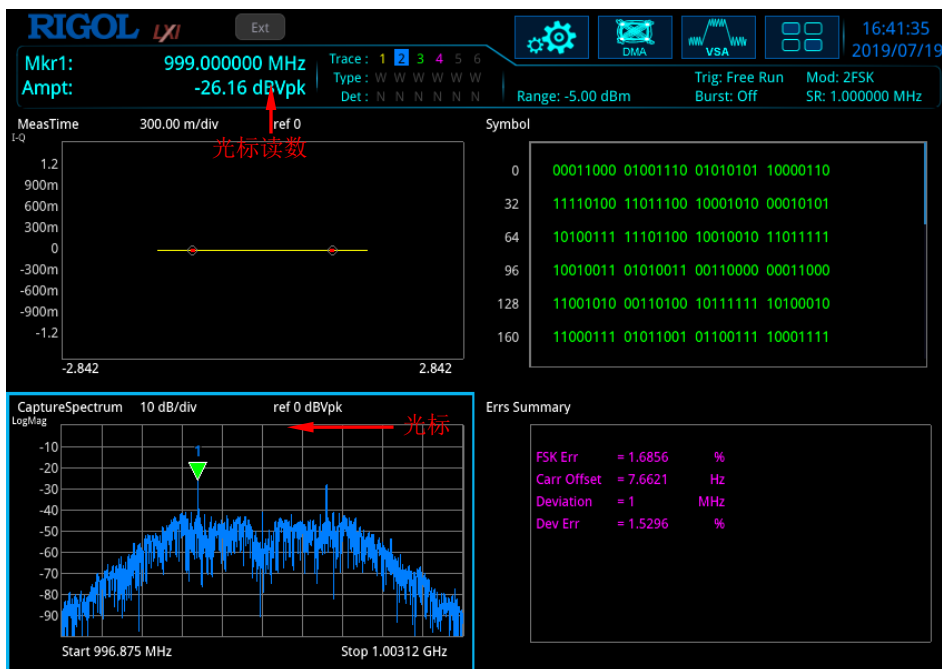 RIGOL LXI Ext DMA VSA 16:41:35
2019/07/19
Mkr1: 999.000000 MHz
Ampt: -26.16 dBVpk
Trace : 1 2 3 4 5 6
Type : W W W W W W
Det : N N N N N N
Range: -5.00 dBm
Trig: Free Run Mod: 2FSK
Burst: Off SR: 1.000000 MHz
MeasTime 300.00 m/div ref 0
I-Q
光标读数
1.2
900m
600m
300m
0
-300m
-600m
-900m
-1.2
-2.842 2.842
Symbol
0 00011000 01001110 01010101 10000110
32 11110100 11011100 10001010 00010101
64 10100111 11101100 10010010 11011111
96 10010011 01010011 00110000 00011000
128 11001010 00110100 10111111 10100010
160 11000111 01011001 01100111 10001111
CaptureSpectrum 10 dB/div ref 0 dBVpk
LogMag
光标
1
-10
-20
-30
-40
-50
-60
-70
-80
-90
Start 996.875 MHz Stop 1.00312 GHz
Errs Summary
FSK Err = 1.6856 %
Carr Offset = 7.6621 Hz
Deviation = 1 MHz
Dev Err = 1.5296 %